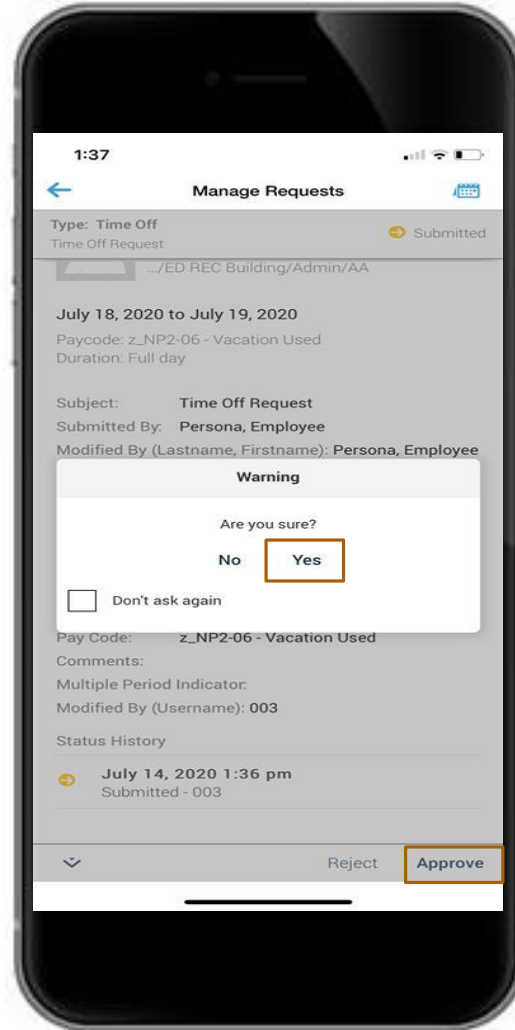 1:37
Manage Requests
Type: Time Off
Time Off Request
Submitted
.../ED REC Building/Admin/AA
July 18, 2020 to July 19, 2020
Paycode: z_NP2-06 - Vacation Used
Duration: Full day
Subject: Time Off Request
Submitted By: Persona, Employee
Modified By (Lastname, Firstname): Persona, Employee
Warning
Are you sure?
No Yes
Don't ask again
Pay Code: z_NP2-06 - Vacation Used
Comments:
Multiple Period Indicator:
Modified By (Username): 003
Status History
July 14, 2020 1:36 pm
Submitted - 003
Reject Approve